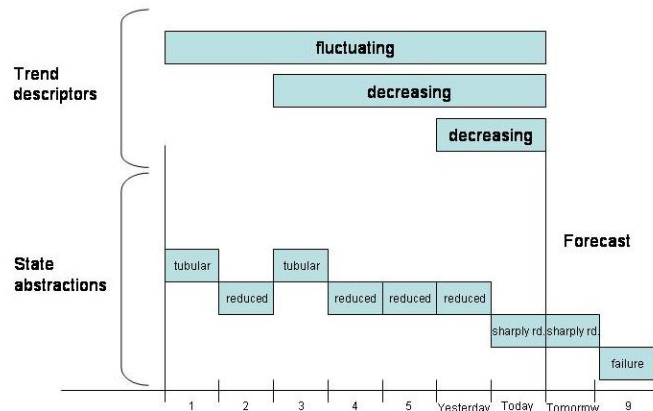 fluctuating
Trend
descriptors
decreasing
decreasing
Forecast
State
abstractions
tubular
tubular
reduced
reduced
reduced
reduced
sharply rd.
sharply rd.
failure
1
2
3
4
5
Yesterday
Today
Tomorrw
9